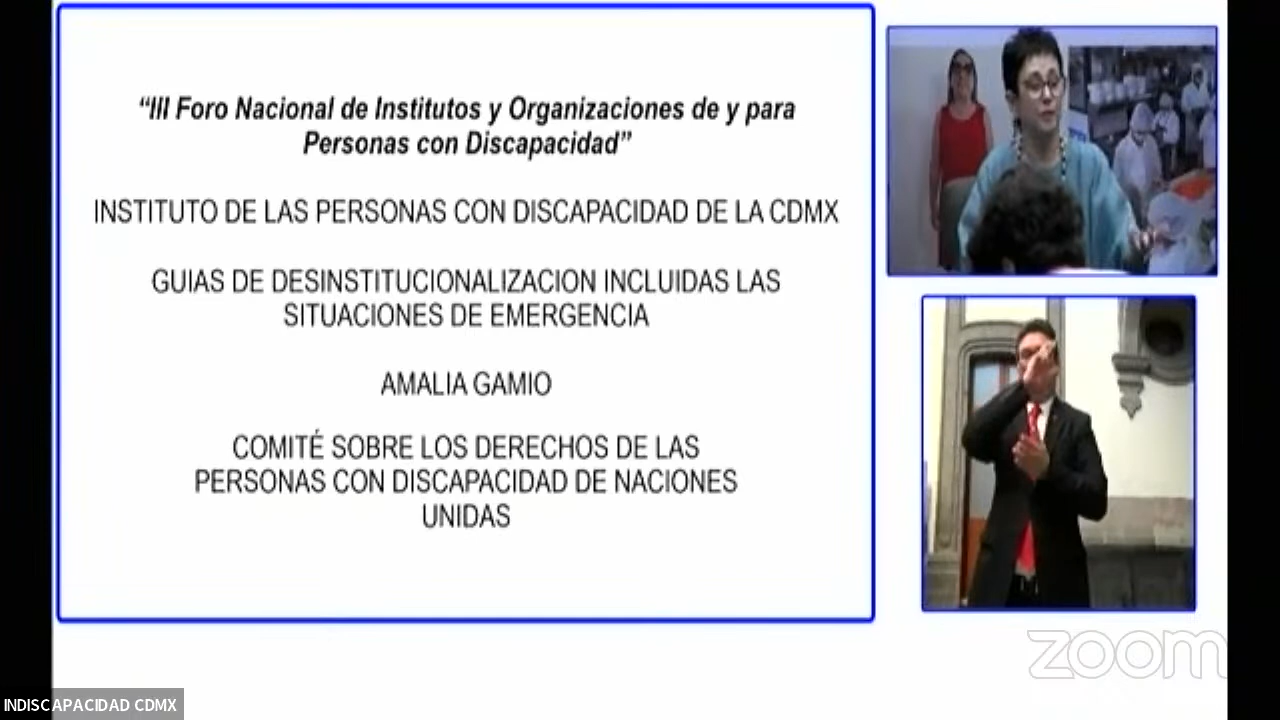 “III Foro Nacional de Institutos y Organizaciones de y para
Personas con Discapacidad”
INSTITUTO DE LAS PERSONAS CON DISCAPACIDAD DE LA CDMX
GUIAS DE DESINSTITUCIONALIZACION INCLUIDAS LAS
SITUACIONES DE EMERGENCIA
AMALIA GAMIO
COMITÉ SOBRE LOS DERECHOS DE LAS
PERSONAS CON DISCAPACIDAD DE NACIONES
UNIDAS
zoom
INDISCAPACIDAD CDMX